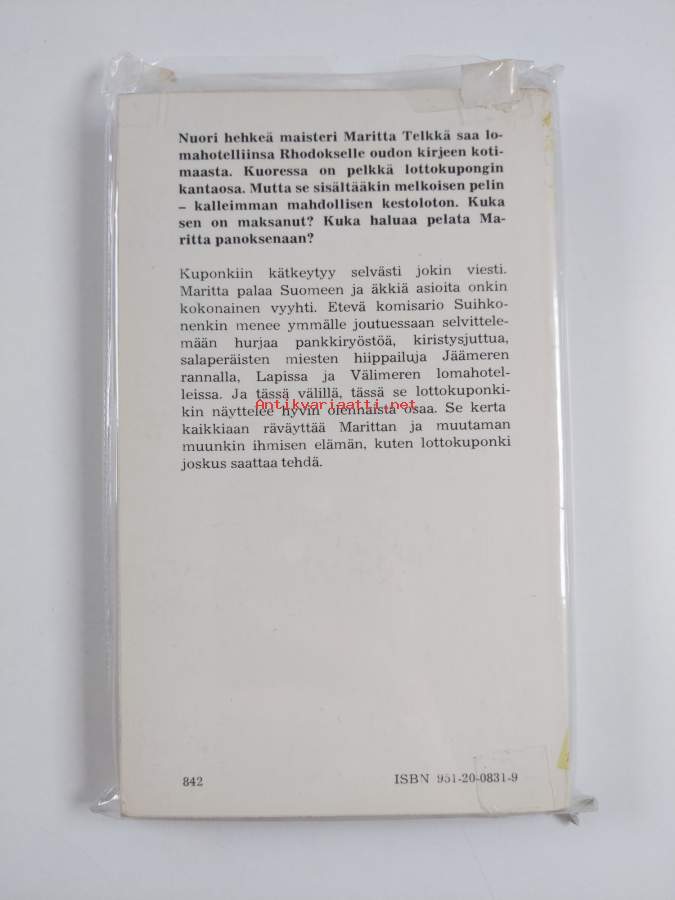 Nuori hehkeä maisteri Maritta Telkkä saa lo-
mahotelliinsa Rhodokselle oudon kirjeen koti-
maasta. Kuoressa on pelkkä lottokupongin
kantaosa. Mutta se sisältääkin melkoisen pelin
– kalleimman mahdollisen kestoloton. Kuka
sen on maksanut? Kuka haluaa pelata Ma-
ritta panoksenaan?
Kuponkiin kätkeytyy selvästi jokin viesti.
Maritta palaa Suomeen ja äkkiä asioita onkin
kokonainen vyyhti. Etevä komisario Suihko-
nenkin menee ymmälle joutuessaan selvittele-
mään hurjaa pankkiryöstöä, kiristysjuttua,
salaperäisten miesten hiippailuja Jäämeren
rannalla, Lapissa ja Välimeren lomahotel-
leissa. Ja tässä välillä, tässä se lottokuponki-
Antikvariaatti.net
kin näyttelee hyvin olennaista osaa. Se kerta
kaikkiaan räväyttää Marittan ja muutaman
muunkin ihmisen elämän, kuten lottokuponki
joskus saattaa tehdä.
842
ISBN 951-20-0831-9